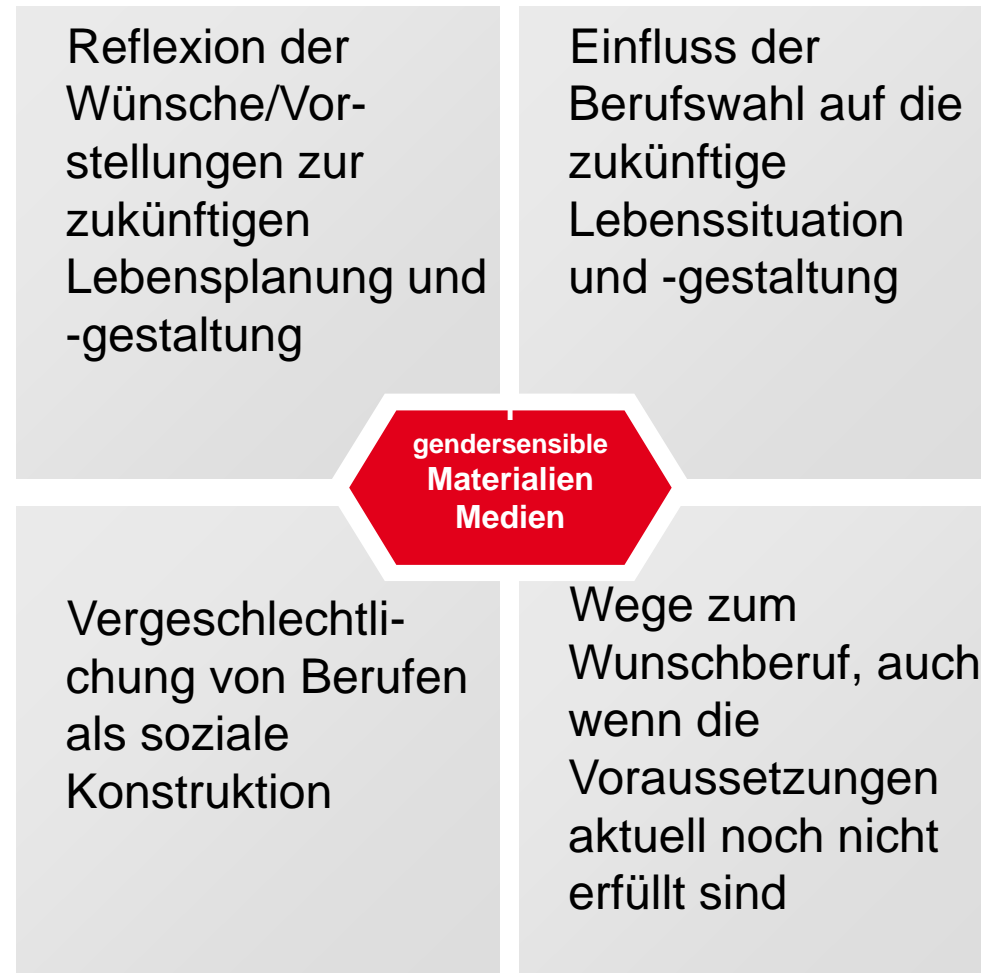 Reflexion der
Wünsche/Vor-
stellungen zur
zukünftigen
Lebensplanung und
-gestaltung
Einfluss der
Berufswahl auf die
zukünftige
Lebenssituation
und -gestaltung
gendersensible
Materialien
Medien
Vergeschlechtli-
chung von Berufen
als soziale
Konstruktion
Wege zum
Wunschberuf, auch
wenn die
Voraussetzungen
aktuell noch nicht
erfüllt sind